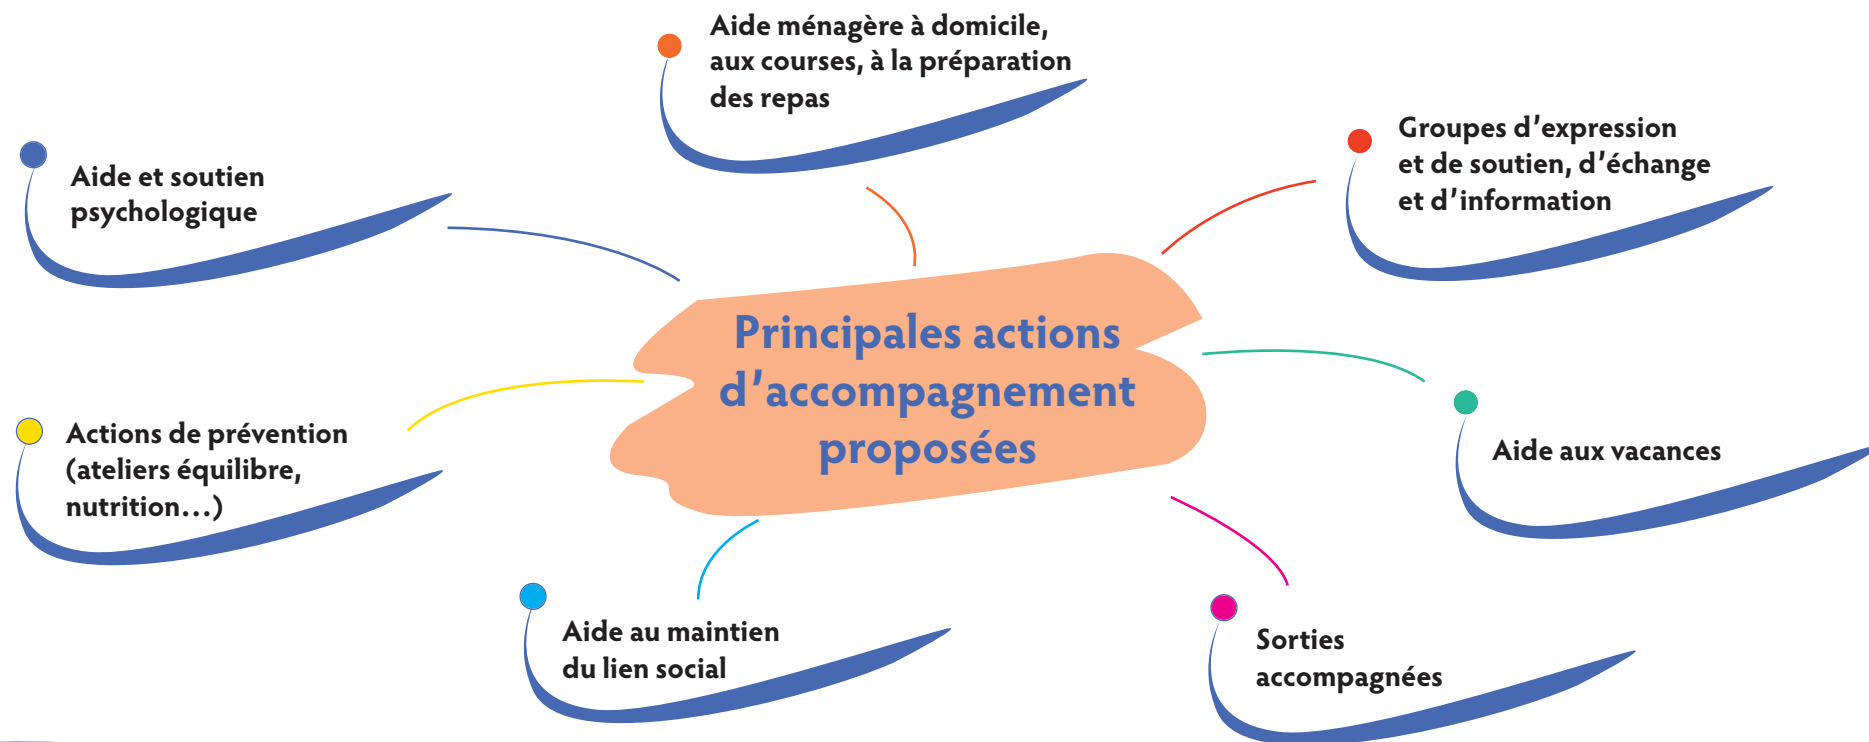 Aide ménagère à domicile,
aux courses, à la préparation
des repas
Groupes d’expression
et de soutien, d’échange
et d’information
Aide et soutien
psychologique
Principales actions
d’accompagnement
proposées
Actions de prévention
(ateliers équilibre,
nutrition…)
Aide aux vacances
Aide au maintien
du lien social
Sorties
accompagnées